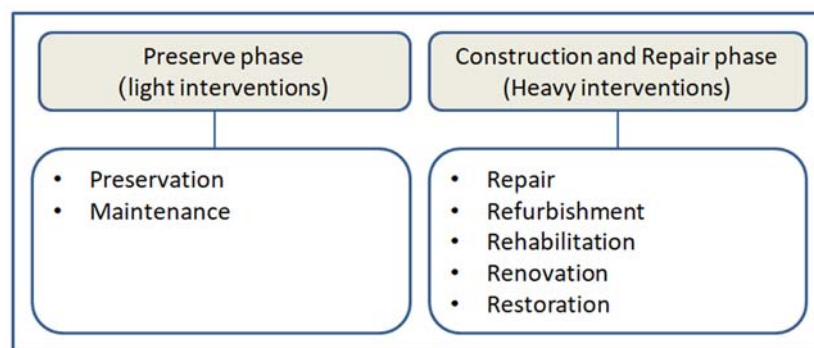 Preserve phase
(light interventions)
• Preservation
• Maintenance
Construction and Repair phase
(Heavy interventions)
• Repair
• Refurbishment
• Rehabilitation
• Renovation
• Restoration